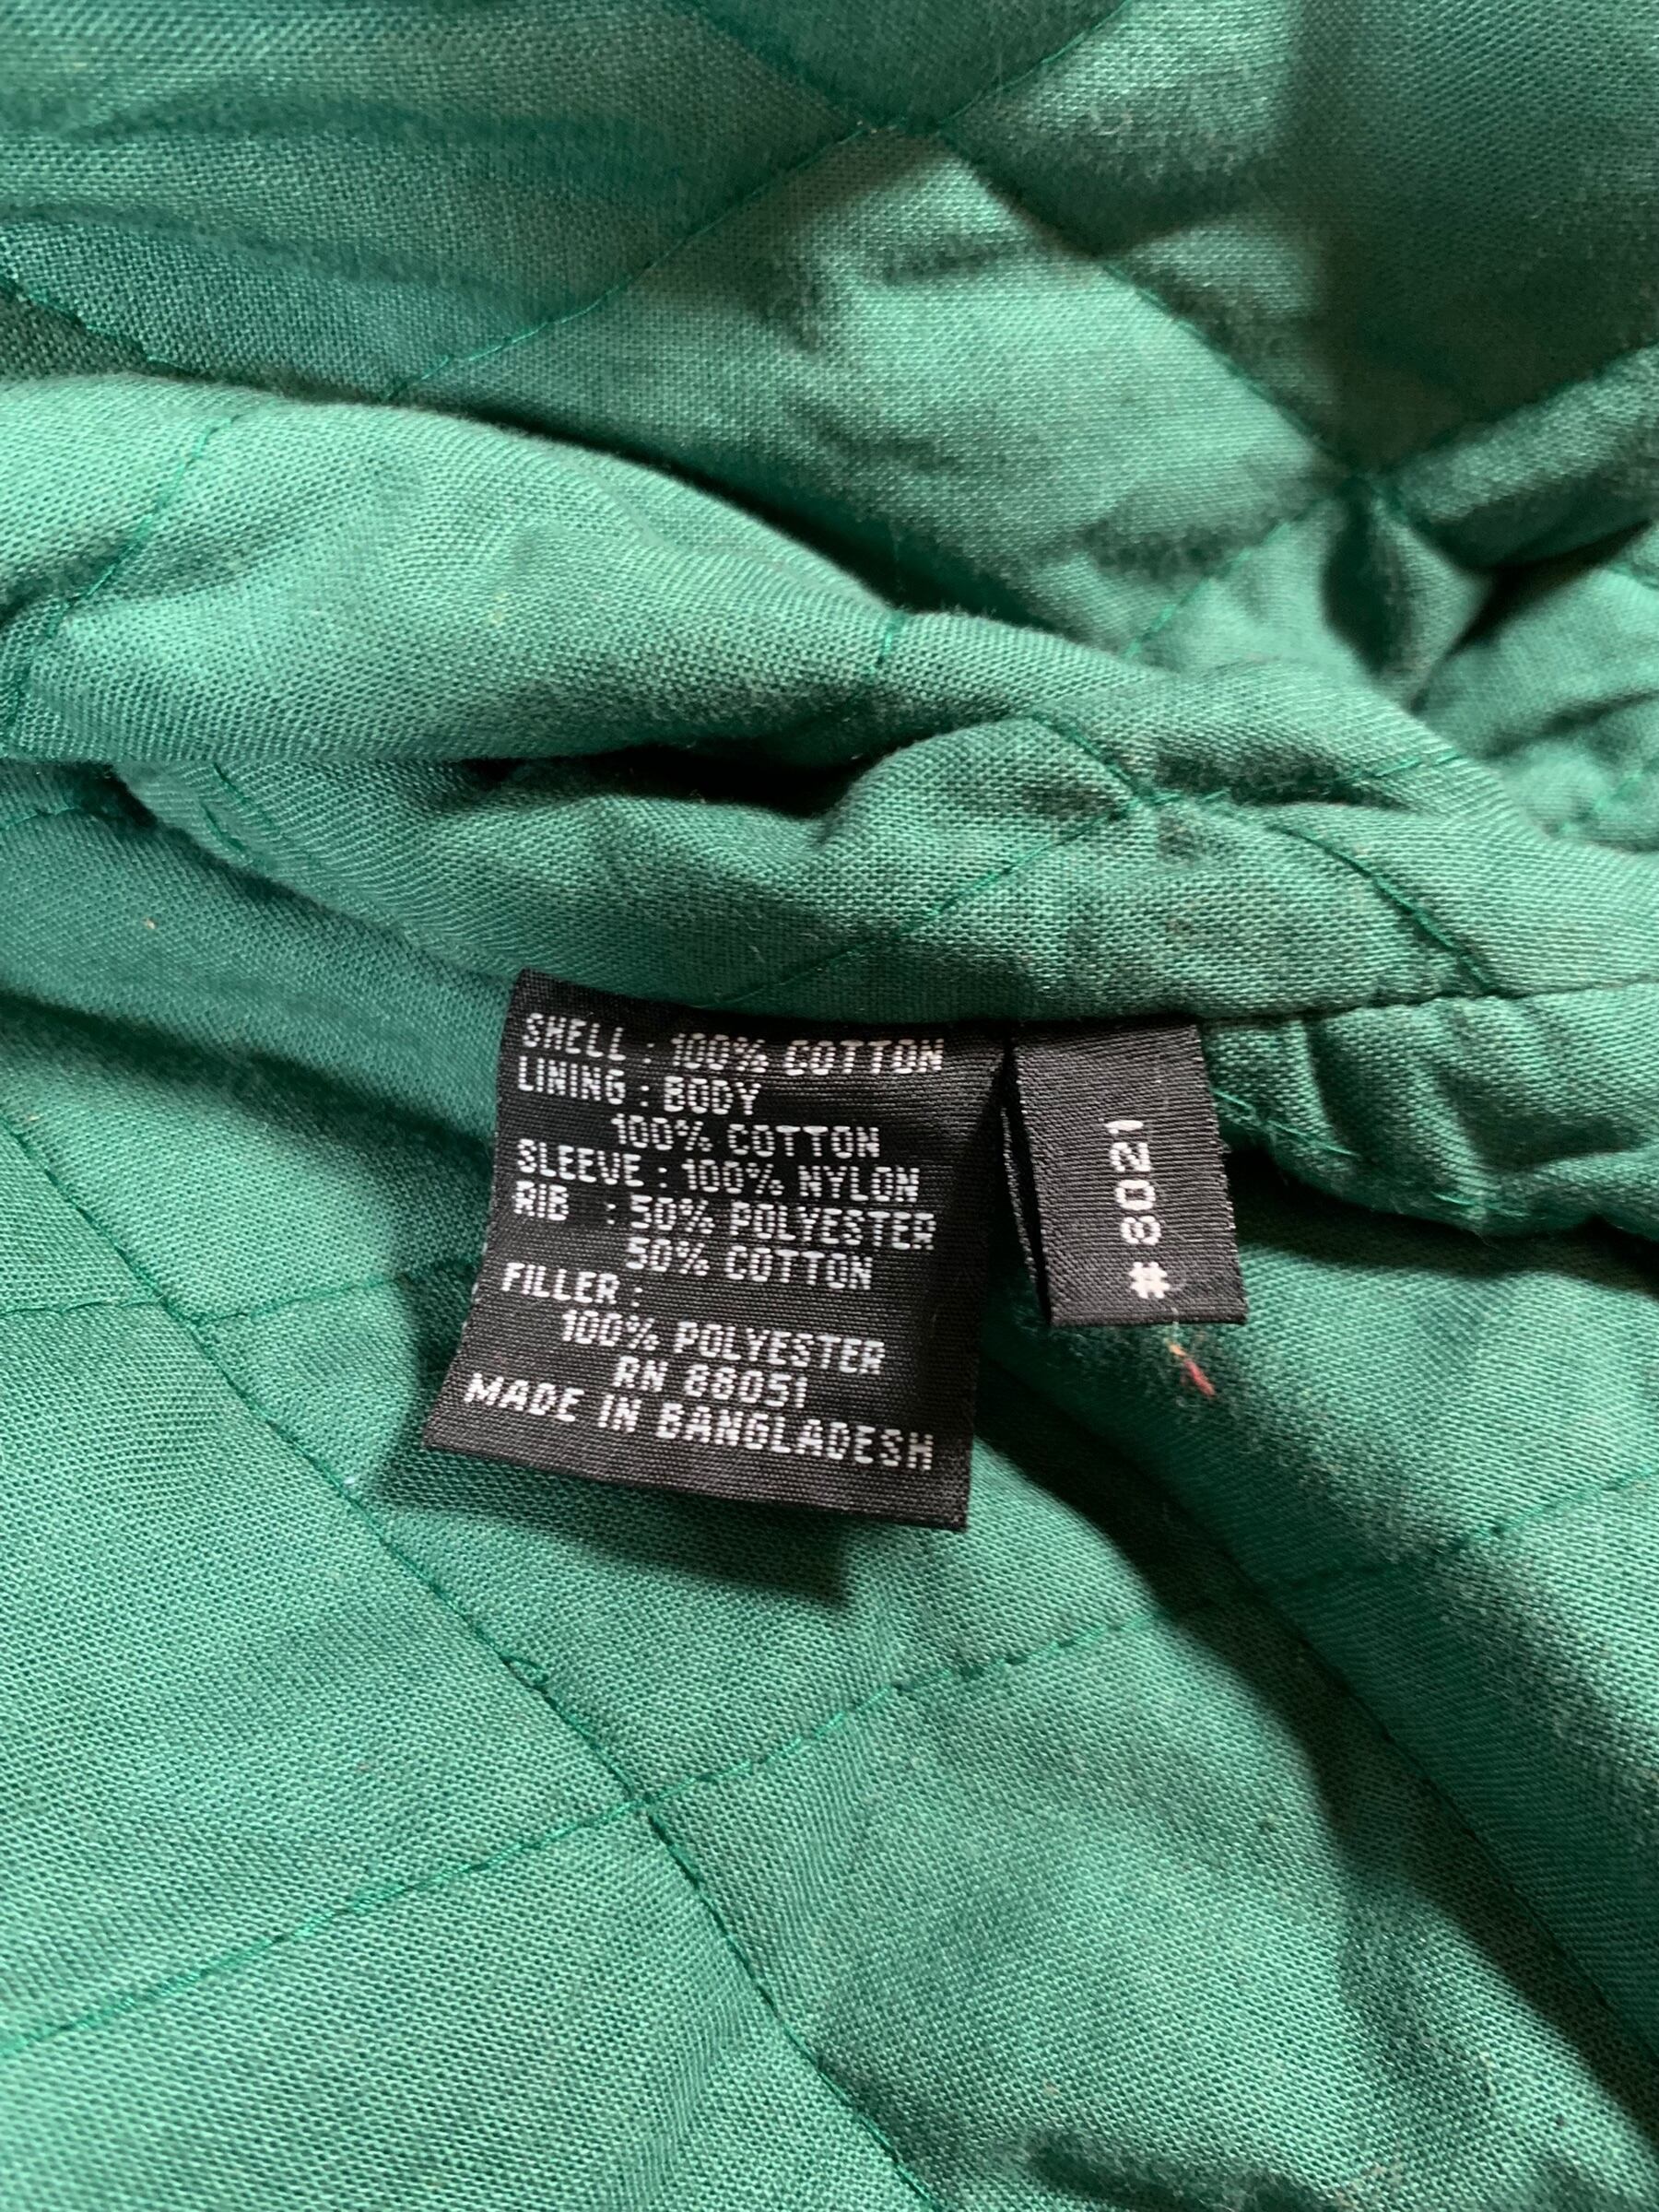 SHELL : 100% COTTON
LINING : BODY
100% COTTON
SLEEVE : 100% NYLON
RIB : 50% POLYESTER
50% COTTON
FILLER :
100% POLYESTER
RN 88051
MADE IN BANGLADESH
# 8021